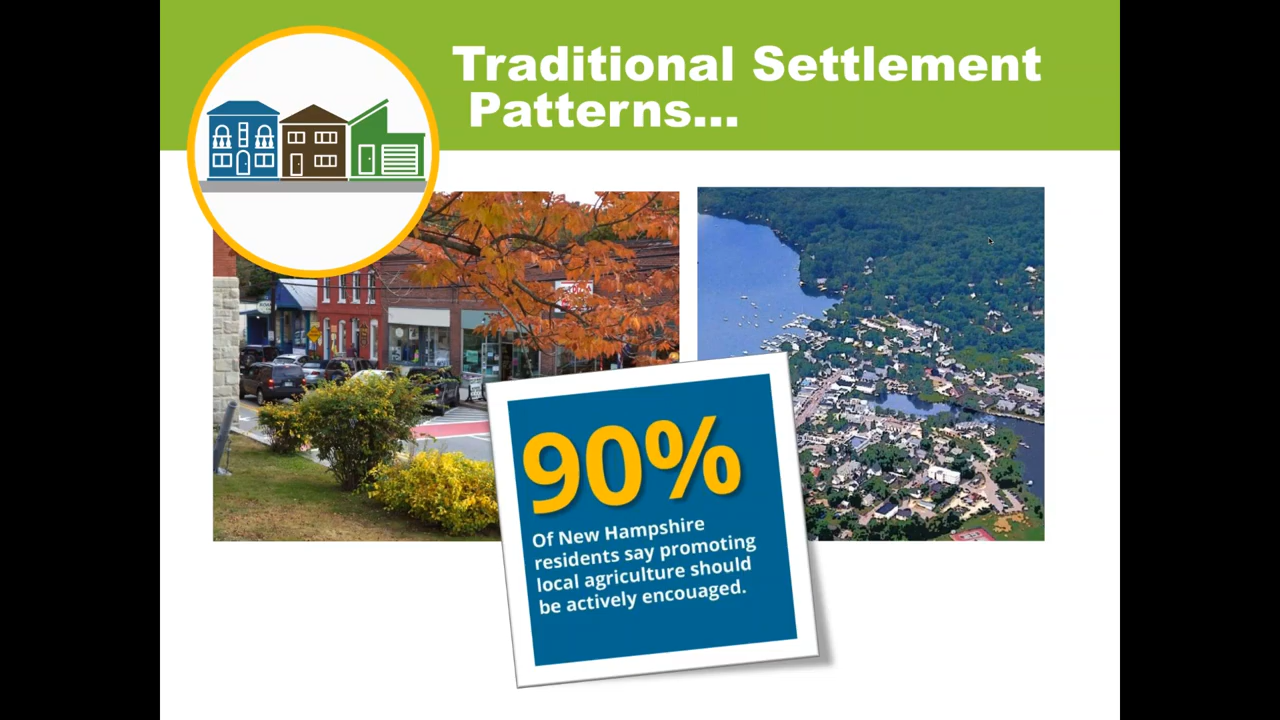 Traditional Settlement
Patterns...
90%
Of New Hampshire
residents say promoting
local agriculture should
be actively encouaged.